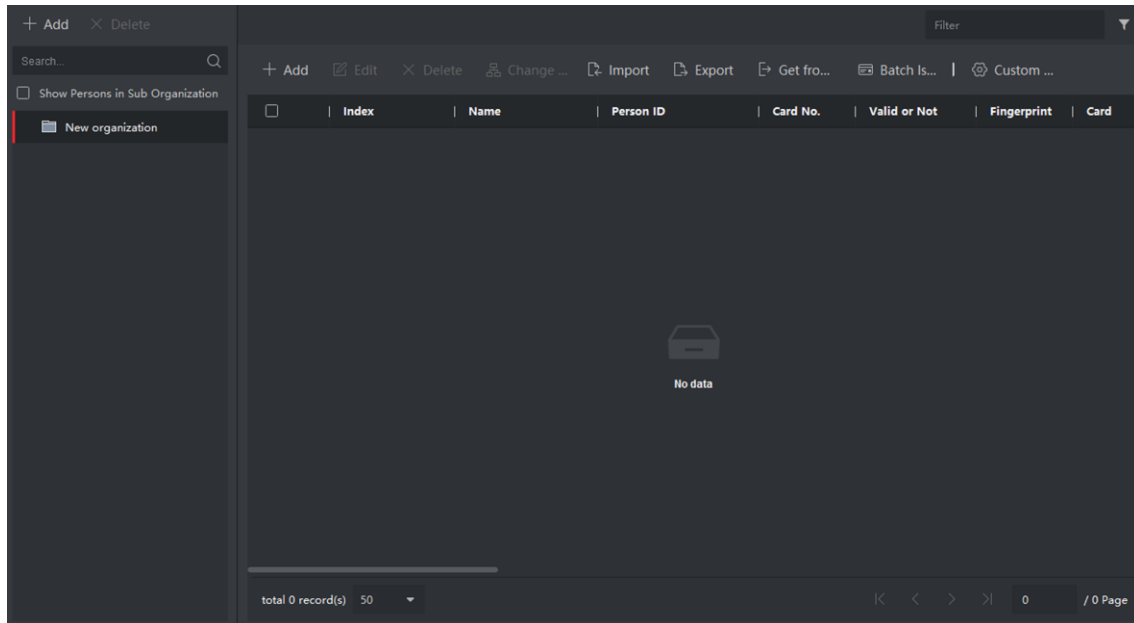 Add Delete
Filter
Search...
Add Edit Delete Change ... Import Export Get fro... Batch Is... Custom ...
Show Persons in Sub Organization
Index Name Person ID Card No. Valid or Not Fingerprint Card
New organization
No data
total 0 record(s) 50 0 / 0 Page